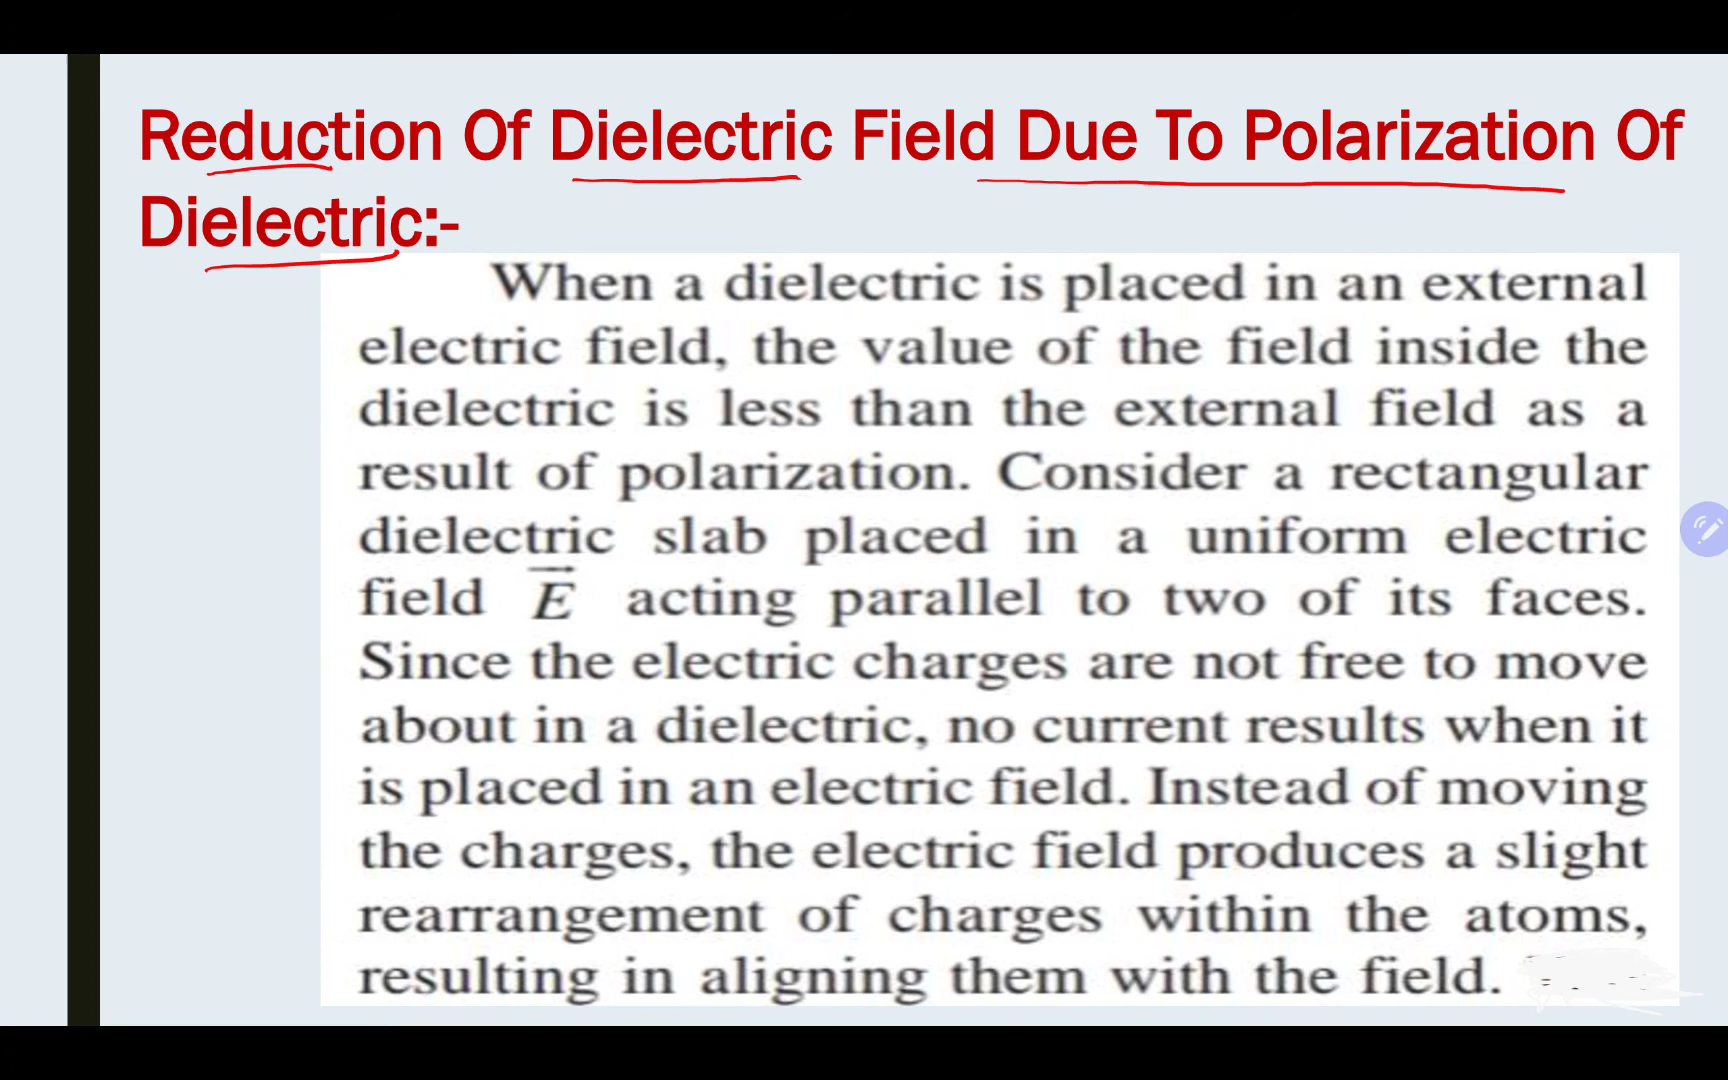 Reduction Of Dielectric Field Due To Polarization Of
Dielectric:-
When a dielectric is placed in an external
electric field, the value of the field inside the
dielectric is less than the external field as a
result of polarization. Consider a rectangular
dielectric slab placed in a uniform electric
field \vec{E} acting parallel to two of its faces.
Since the electric charges are not free to move
about in a dielectric, no current results when it
is placed in an electric field. Instead of moving
the charges, the electric field produces a slight
rearrangement of charges within the atoms,
resulting in aligning them with the field.